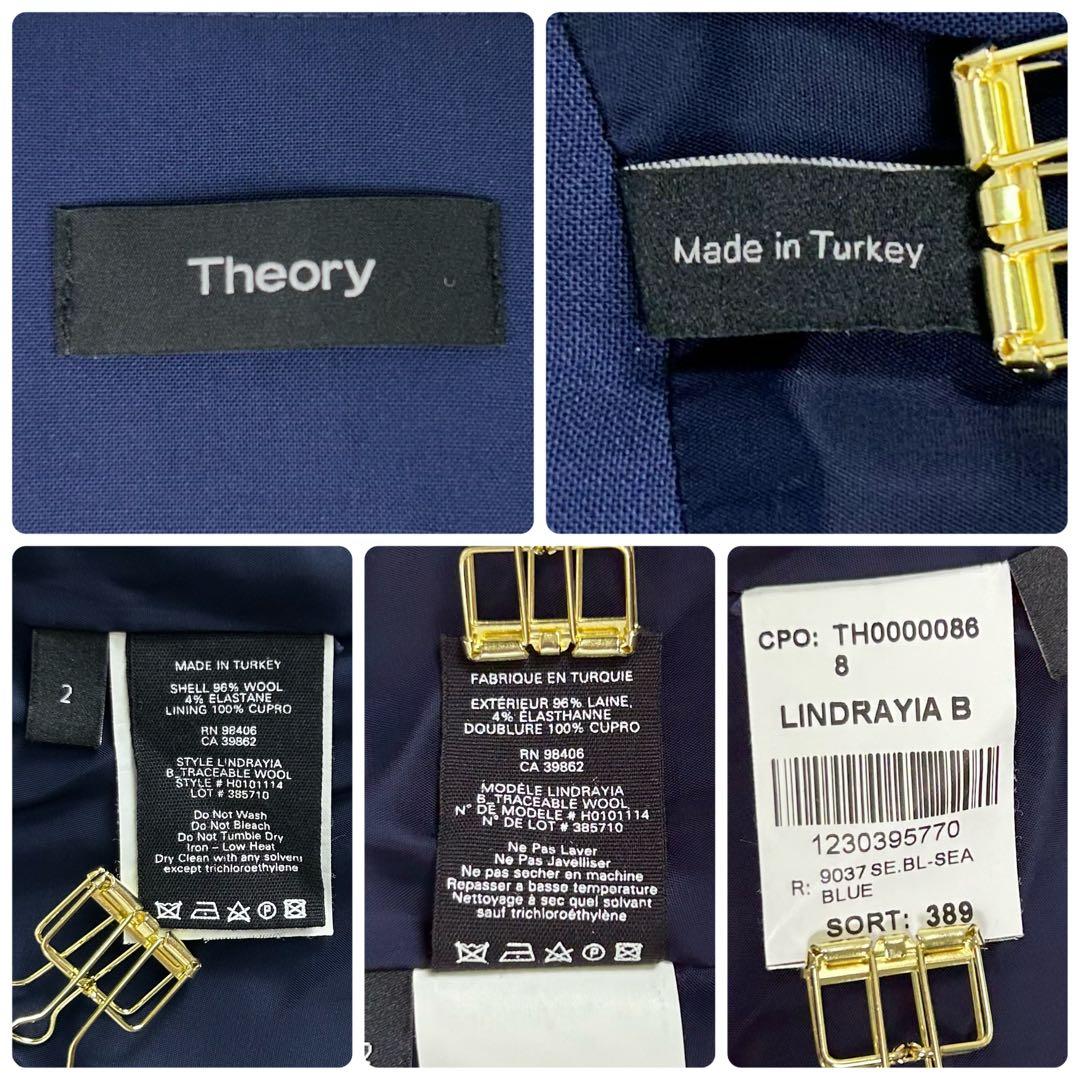 Theory
Made in Turkey
2
MADE IN TURKEY
SHELL 96% WOOL
4% ELASTANE
LINING 100% CUPRO
RN 98406
CA 39862
STYLE LINDRAYIA
B_TRACEABLE WOOL
STYLE # H0101114
LOT # 385710
Do Not Wash
Do Not Bleach
Do Not Tumble Dry
Iron - Low Heat
Dry Clean with any solvent
except trichloroethylene
FABRIQUE EN TURQUIE
EXTÉRIEUR 96% LAINE,
4% ÉLASTHANNE
DOUBLURE 100% CUPRO
RN 98406
CA 39862
MODÈLE LINDRAYIA
B_TRACEABLE WOOL
N° DE MODELE # H0101114
N° DE LOT # 385710
Ne Pas Laver
Ne Pas Javelliser
Ne pas secher en machine
Repasser a basse temperature
Nettoyage à sec quel solvant
sauf trichloroéthylène
2
CPO: TH0000086
8
LINDRAYIA B
1230395770
R: 9037 SE.BL-SEA
BLUE
SORT: 389